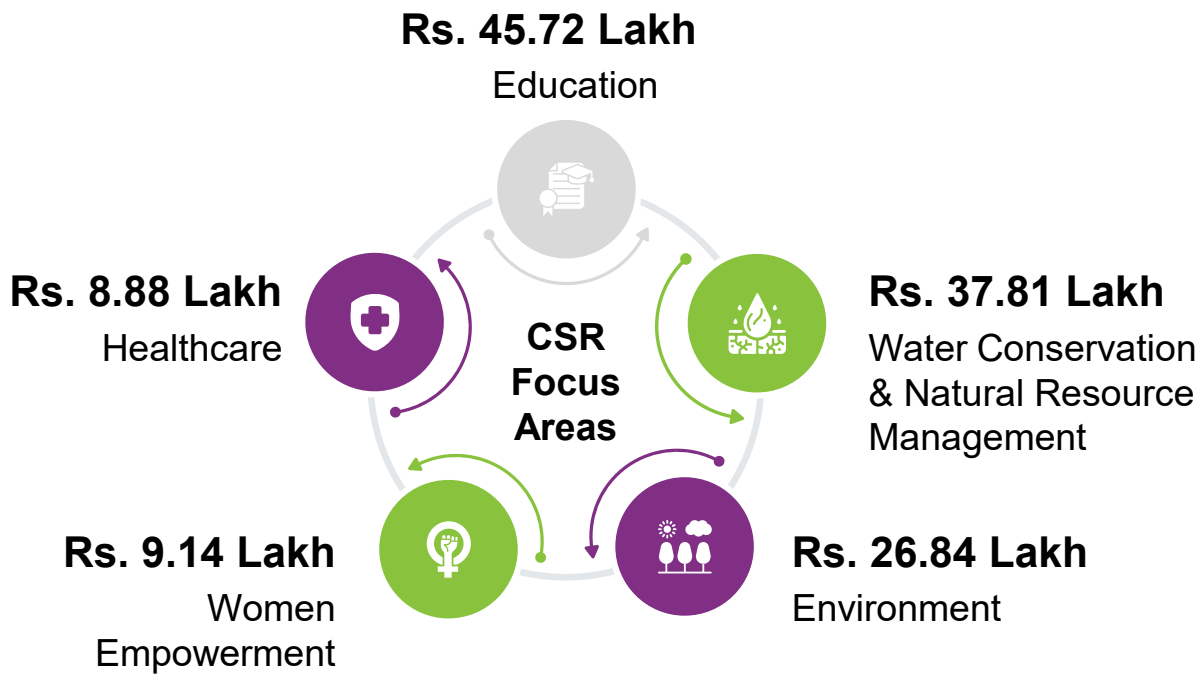 Rs. 45.72 Lakh
Education
Rs. 8.88 Lakh
Healthcare
CSR
Focus
Areas
Rs. 37.81 Lakh
Water Conservation
& Natural Resource
Management
Rs. 9.14 Lakh
Women
Empowerment
Rs. 26.84 Lakh
Environment